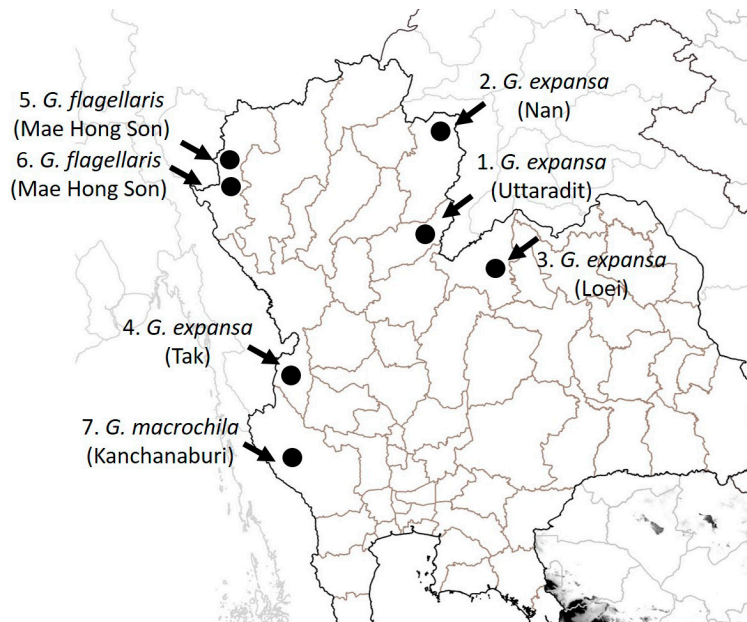 2. G. expansa
(Nan)
5. G. flagellaris
(Mae Hong Son)
6. G. flagellaris
(Mae Hong Son)
1. G. expansa
(Uttaradit)
3. G. expansa
(Loei)
4. G. expansa
(Tak)
7. G. macrochila
(Kanchanaburi)